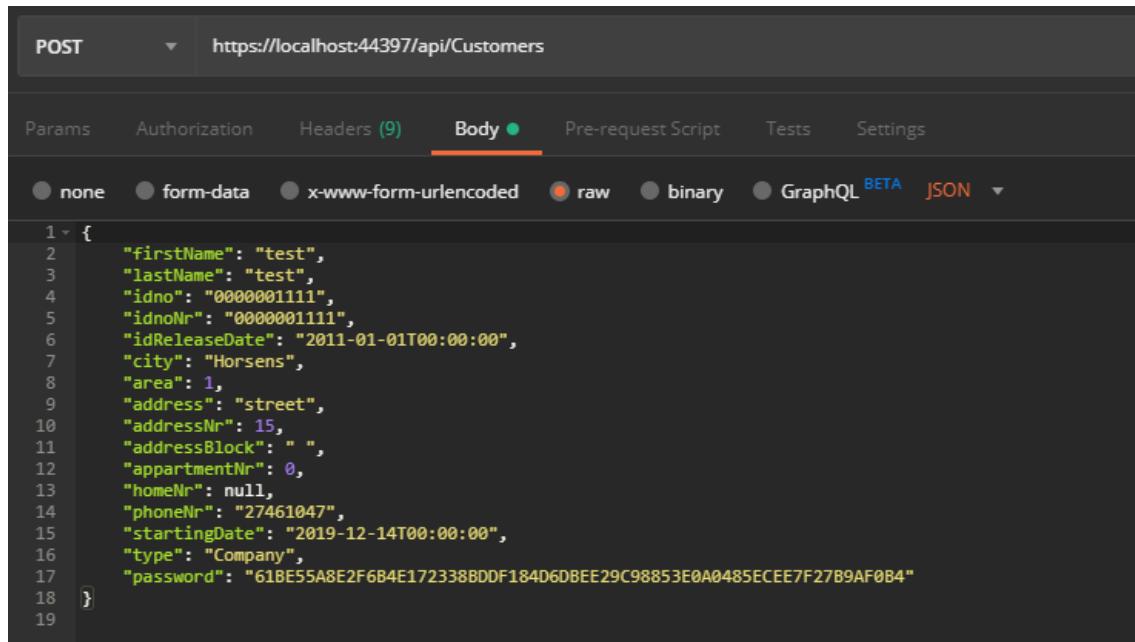 POST https://localhost:44397/api/Customers
Params Authorization Headers (9) Body Pre-request Script Tests Settings
none form-data x-www-form-urlencoded raw binary GraphQL BETA JSON
1 {
2 "firstName": "test",
3 "lastName": "test",
4 "idno": "0000001111",
5 "idnoNr": "0000001111",
6 "idReleaseDate": "2011-01-01T00:00:00",
7 "city": "Horsens",
8 "area": 1,
9 "address": "street",
10 "addressNr": 15,
11 "addressBlock": " ",
12 "appartmentNr": 0,
13 "homeNr": null,
14 "phoneNr": "27461047",
15 "startingDate": "2019-12-14T00:00:00",
16 "type": "Company",
17 "password": "61BE55A8E2F6B4E172338BDDF184D6DBEE29C98853E0A0485ECEE7F27B9AF0B4"
18 }
19